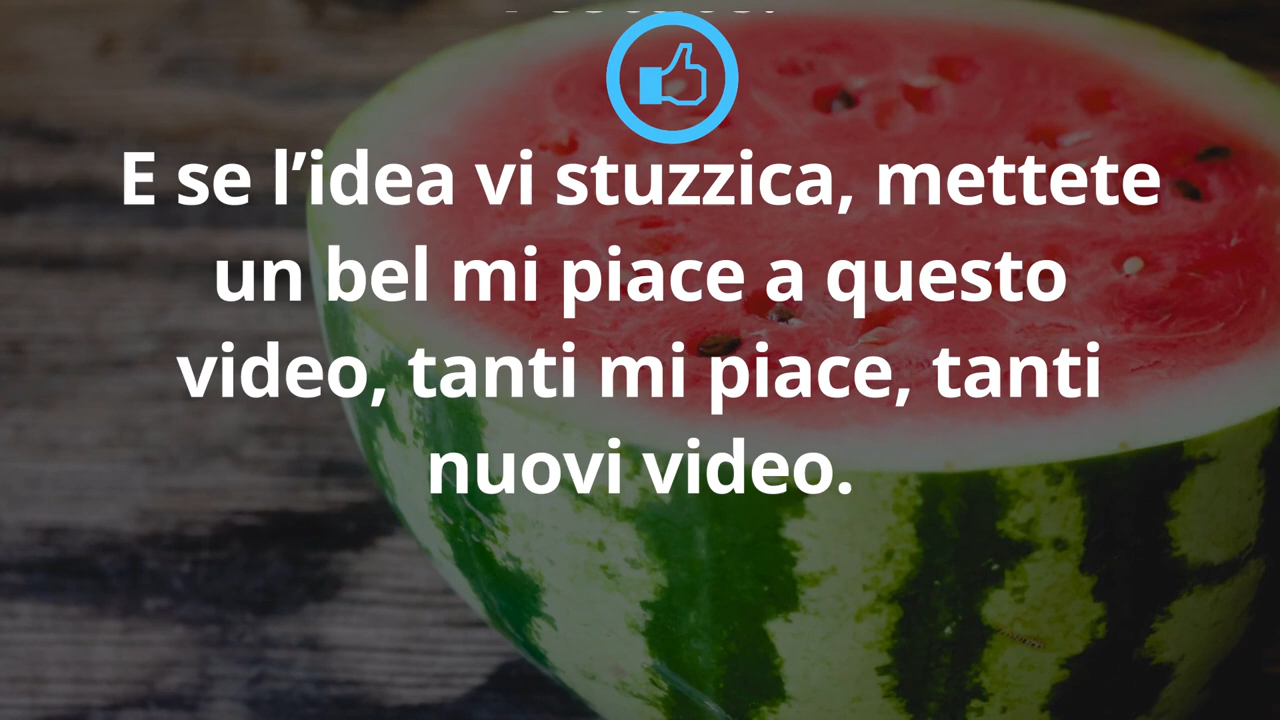 E se l’idea vi stuzzica, mettete
un bel mi piace a questo
video, tanti mi piace, tanti
nuovi video.